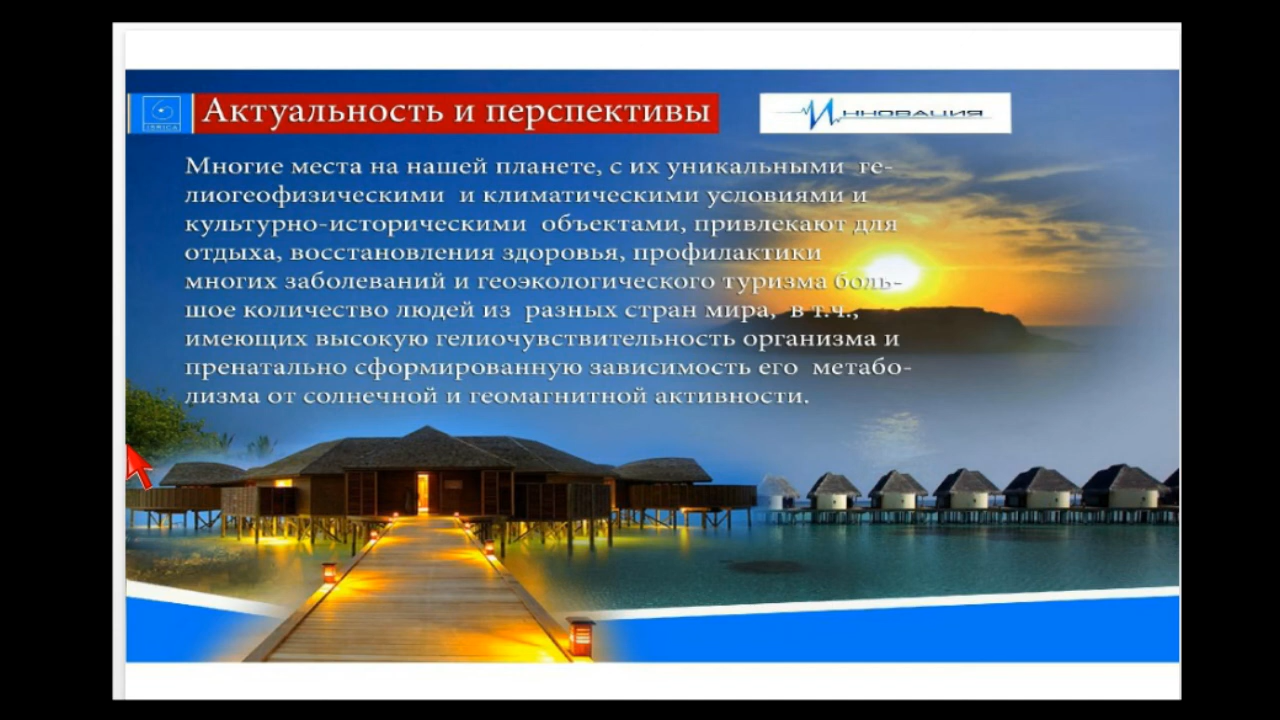 Актуальность и перспективы
Инновация
ISRICA
Многие места на нашей планете, с их уникальными ге-
лиогеофизическими и климатическими условиями и
культурно-историческими объектами, привлекают для
отдыха, восстановления здоровья, профилактики
многих заболеваний и геоэкологического туризма боль-
шое количество людей из разных стран мира, в т.ч.,
имеющих высокую гелиочувствительность организма и
пренатально сформированную зависимость его метабо-
лизма от солнечной и геомагнитной активности.